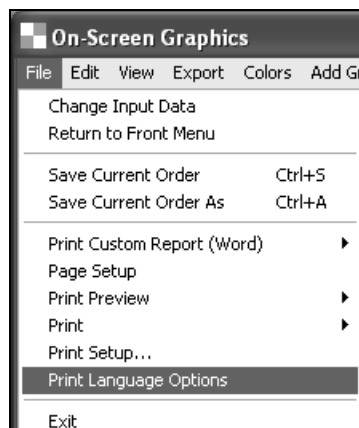 On-Screen Graphics
File Edit View Export Colors Add
Change Input Data
Return to Front Menu
Save Current Order Ctrl+S
Save Current Order As Ctrl+A
Print Custom Report (Word)
Page Setup
Print Preview
Print
Print Setup...
Print Language Options
Exit